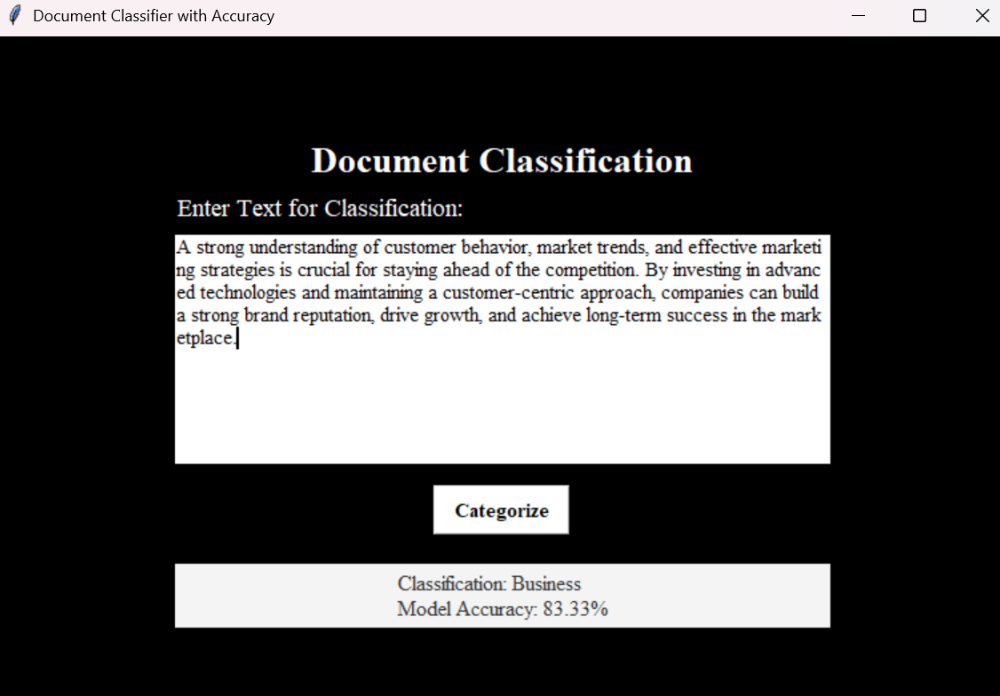 Document Classifier with Accuracy
Document Classification
Enter Text for Classification:
A strong understanding of customer behavior, market trends, and effective marketi
ng strategies is crucial for staying ahead of the competition. By investing in advanc
ed technologies and maintaining a customer-centric approach, companies can build
a strong brand reputation, drive growth, and achieve long-term success in the mark
etplace.
Categorize
Classification: Business
Model Accuracy: 83.33%